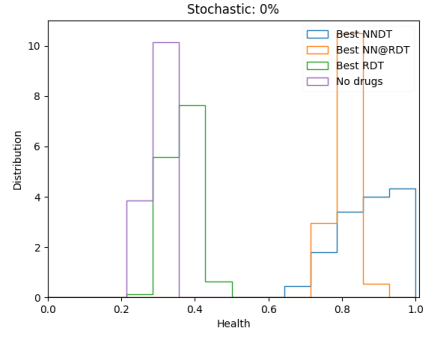 Stochastic: 0%
Best NNDT
Best NN@RDT
Best RDT
No drugs
Distribution
10
8
6
4
2
0
0.0 0.2 0.4 0.6 0.8 1.0
Health